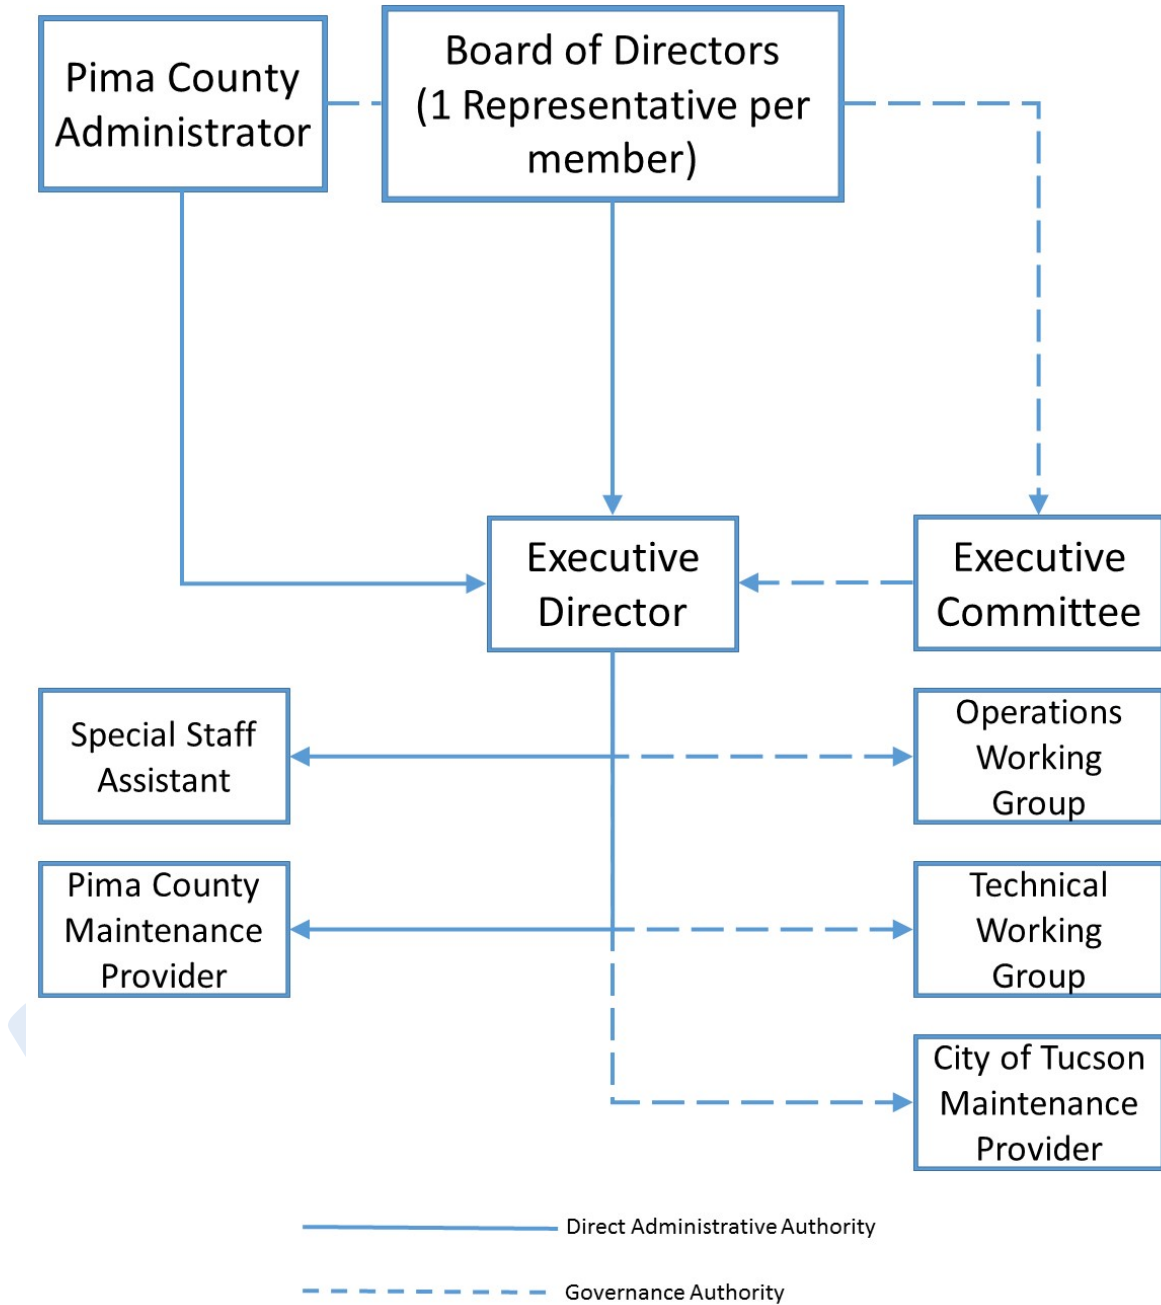 Pima County
Administrator
Board of Directors
(1 Representative per
member)
Executive
Director
Executive
Committee
Special Staff
Assistant
Operations
Working
Group
Pima County
Maintenance
Provider
Technical
Working
Group
City of Tucson
Maintenance
Provider
Direct Administrative Authority
Governance Authority